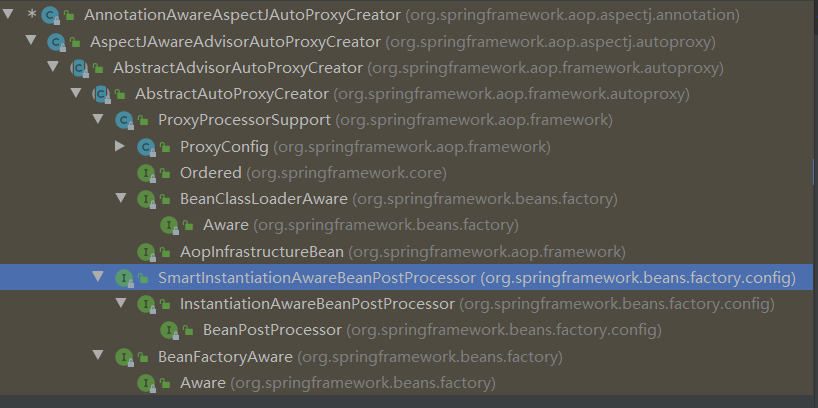 * AnnotationAwareAspectJAutoProxyCreator (org.springframework.aop.aspectj.annotation)
AspectJAwareAdvisorAutoProxyCreator (org.springframework.aop.aspectj.autoproxy)
AbstractAdvisorAutoProxyCreator (org.springframework.aop.framework.autoproxy)
AbstractAutoProxyCreator (org.springframework.aop.framework.autoproxy)
ProxyProcessorSupport (org.springframework.aop.framework)
ProxyConfig (org.springframework.aop.framework)
Ordered (org.springframework.core)
BeanClassLoaderAware (org.springframework.beans.factory)
Aware (org.springframework.beans.factory)
AopInfrastructureBean (org.springframework.aop.framework)
SmartInstantiationAwareBeanPostProcessor (org.springframework.beans.factory.config)
InstantiationAwareBeanPostProcessor (org.springframework.beans.factory.config)
BeanPostProcessor (org.springframework.beans.factory.config)
BeanFactoryAware (org.springframework.beans.factory)
Aware (org.springframework.beans.factory)